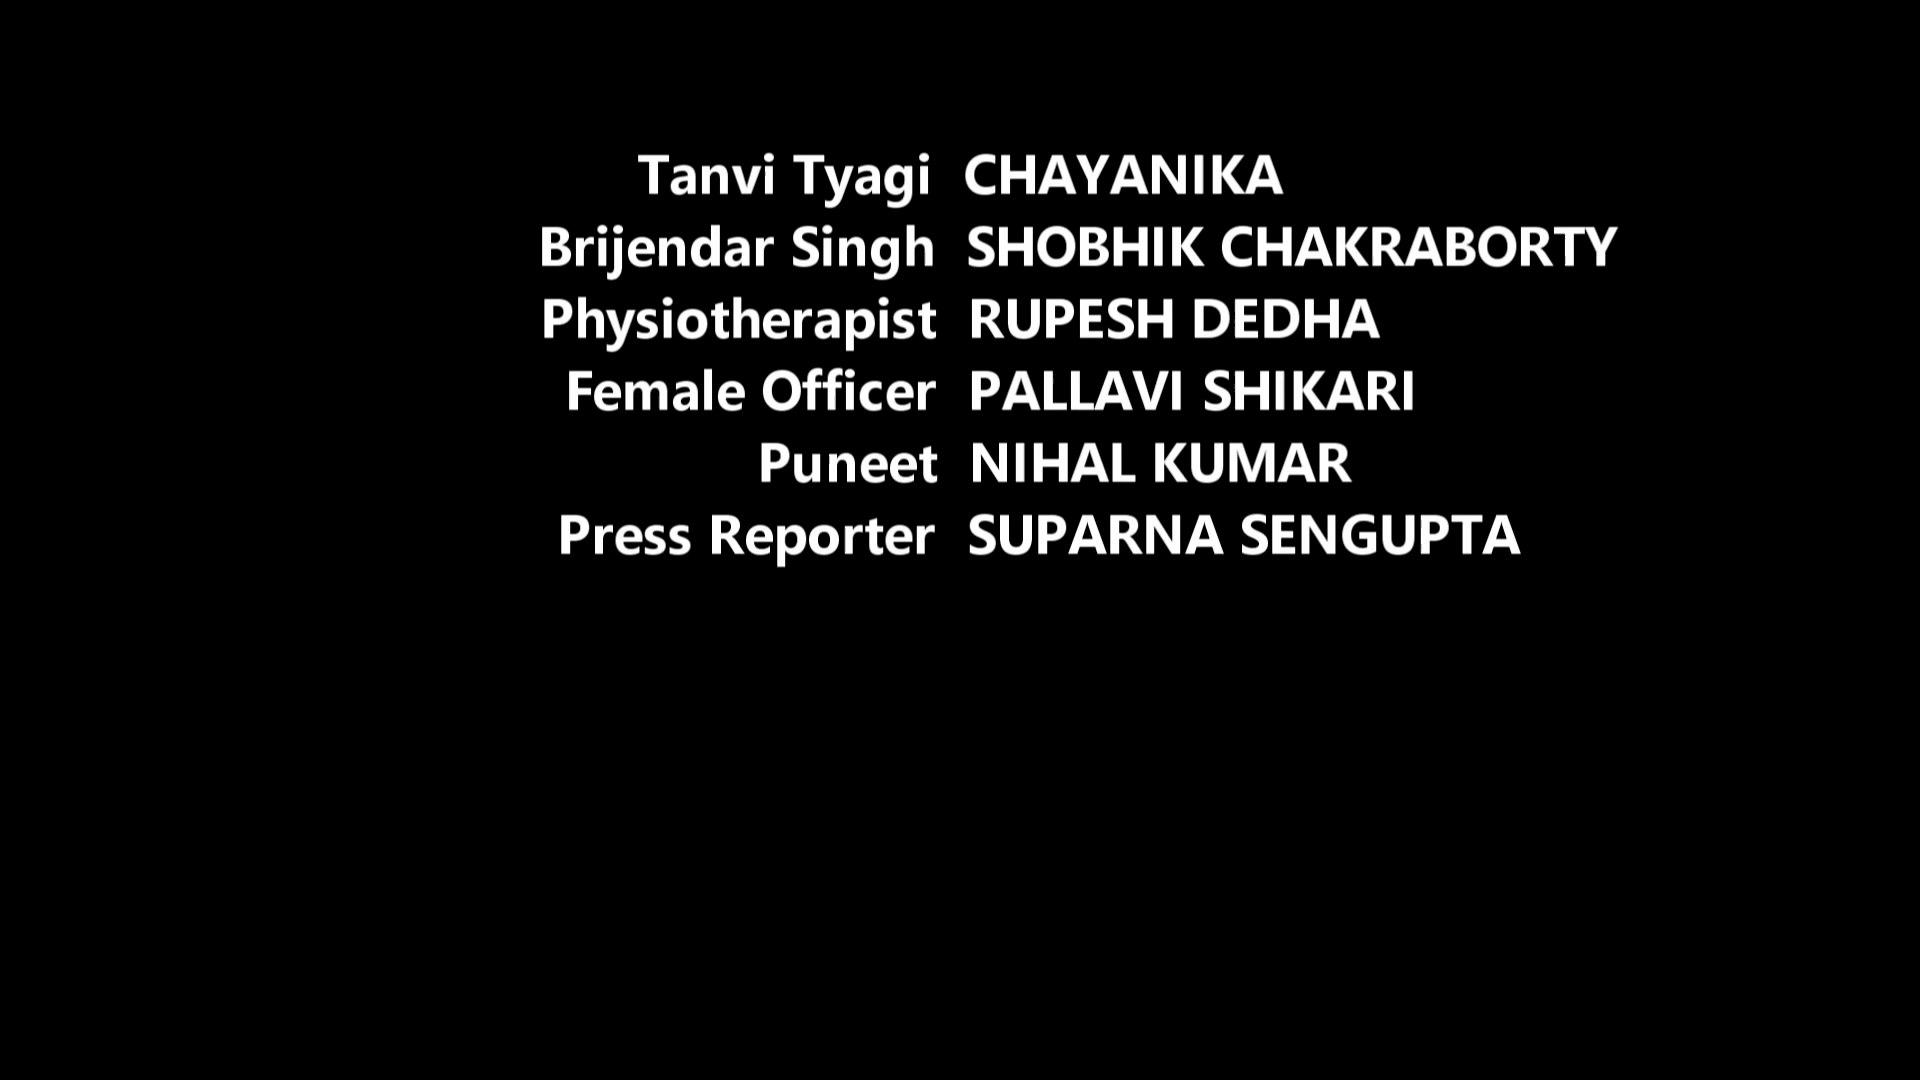 Tanvi Tyagi CHAYANIKA
Brijendar Singh SHOBHIK CHAKRABORTY
Physiotherapist RUPESH DEDHA
Female Officer PALLAVI SHIKARI
Puneet NIHAL KUMAR
Press Reporter SUPARNA SENGUPTA